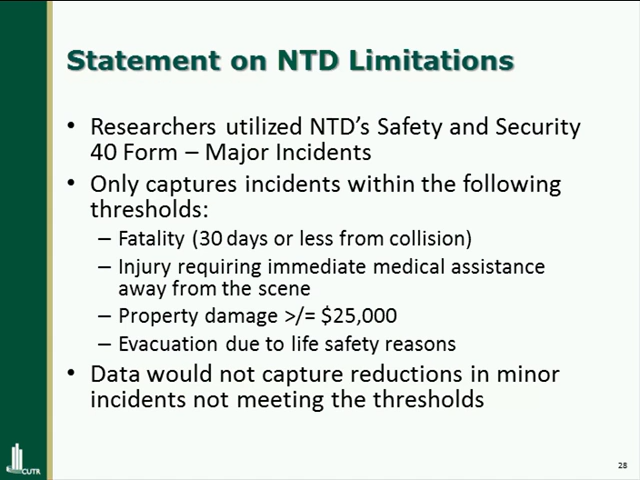 Statement on NTD Limitations
• Researchers utilized NTD's Safety and Security
40 Form – Major Incidents
• Only captures incidents within the following
thresholds:
– Fatality (30 days or less from collision)
– Injury requiring immediate medical assistance
away from the scene
– Property damage >/= $25,000
– Evacuation due to life safety reasons
• Data would not capture reductions in minor
incidents not meeting the thresholds
CUTR
28